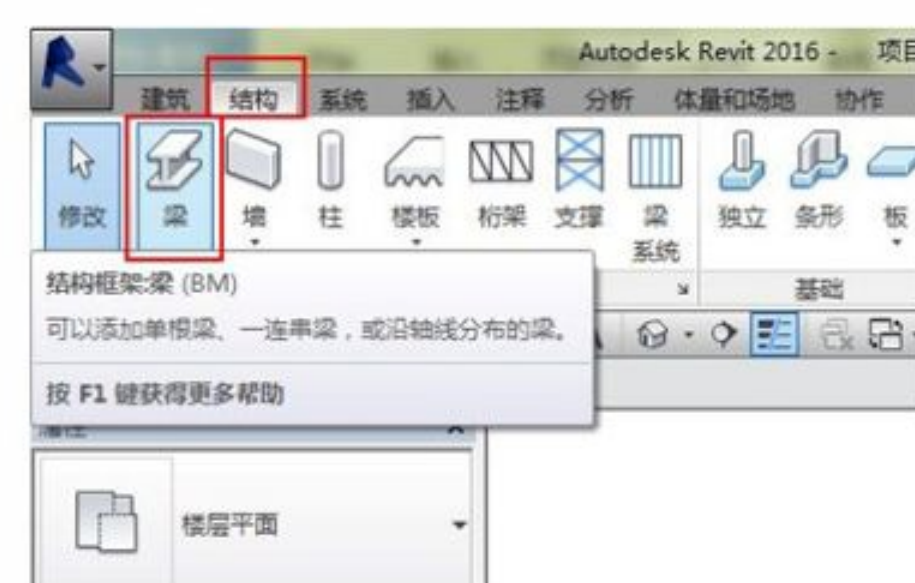 Autodesk Revit 2016 - 项目
建筑 结构 系统 插入 注释 分析 体量和场地 协作
修改 梁 墙 柱 楼板 桁架 支撑 梁系统 独立 条形 板
基础
结构框架:梁 (BM)
可以添加单根梁、一连串梁，或沿轴线分布的梁。
按 F1 键获得更多帮助
楼层平面